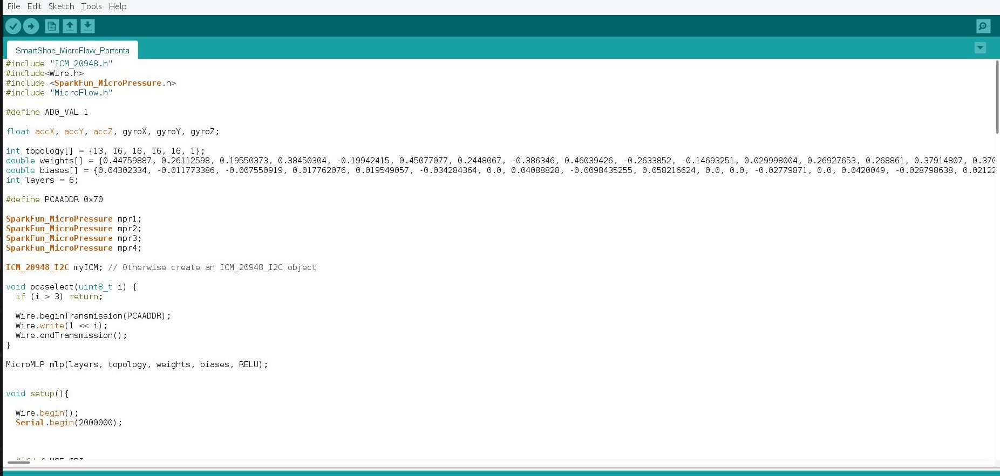 File Edit Sketch Tools Help
SmartShoe_MicroFlow_Portenta
#include "ICM_20948.h"
#include<Wire.h>
#include <SparkFun_MicroPressure.h>
#include "MicroFlow.h"
#define AD0_VAL 1
float accX, accY, accZ, gyroX, gyroY, gyroZ;
int topology[] = {13, 16, 16, 16, 16, 1};
double weights[] = {0.44759887, 0.26112598, 0.19550373, 0.38450304, -0.19942415, 0.45077077, 0.2448067, -0.386346, 0.46039426, -0.2633852, -0.14693251, 0.029998004, 0.26927653, 0.268861, 0.37914807, 0.370
double biases[] = {0.04302334, -0.011773386, -0.007550919, 0.017762076, 0.019549057, -0.034284364, 0.0, 0.04088828, -0.0098435255, 0.058216624, 0.0, 0.0, -0.02779871, 0.0, 0.0420049, -0.028798638, 0.02122
int layers = 6;
#define PCAADDR 0x70
SparkFun_MicroPressure mpr1;
SparkFun_MicroPressure mpr2;
SparkFun_MicroPressure mpr3;
SparkFun_MicroPressure mpr4;
ICM_20948_I2C myICM; // Otherwise create an ICM_20948_I2C object
void pcaselect(uint8_t i) {
if (i > 3) return;
Wire.beginTransmission(PCAADDR);
Wire.write(1 << i);
Wire.endTransmission();
}
MicroMLP mlp(layers, topology, weights, biases, RELU);
void setup(){
Wire.begin();
Serial.begin(2000000);